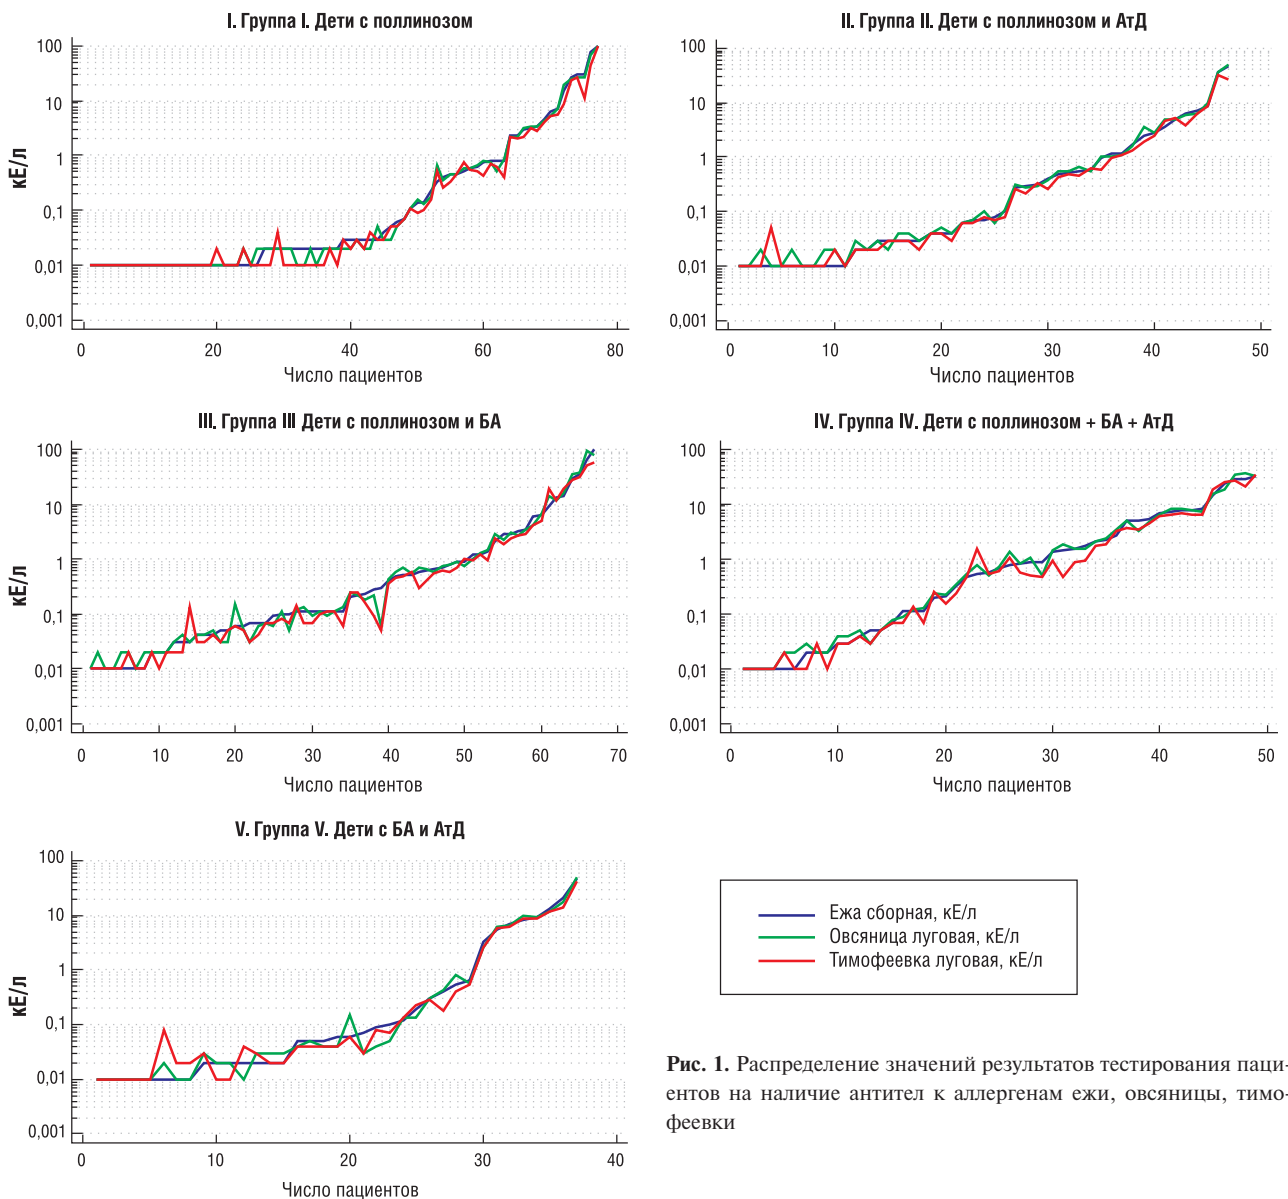 I. Группа I. Дети с поллинозом
кЕ/л
100
10
1
0,1
0,01
0,001
0 20 40 60 80
Число пациентов
II. Группа II. Дети с поллинозом и АтД
100
10
1
0,1
0,01
0,001
0 10 20 30 40 50
Число пациентов
III. Группа III Дети с поллинозом и БА
кЕ/л
100
10
1
0,1
0,01
0,001
0 10 20 30 40 50 60 70
Число пациентов
IV. Группа IV. Дети с поллинозом + БА + АтД
100
10
1
0,1
0,01
0,001
0 10 20 30 40 50
Число пациентов
V. Группа V. Дети с БА и АтД
кЕ/л
100
10
1
0,1
0,01
0,001
0 10 20 30 40
Число пациентов
Ежа сборная, кЕ/л
Овсяница луговая, кЕ/л
Тимофеевка луговая, кЕ/л
Рис. 1. Распределение значений результатов тестирования паци-
ентов на наличие антител к аллергенам ежи, овсяницы, тимо-
феевки